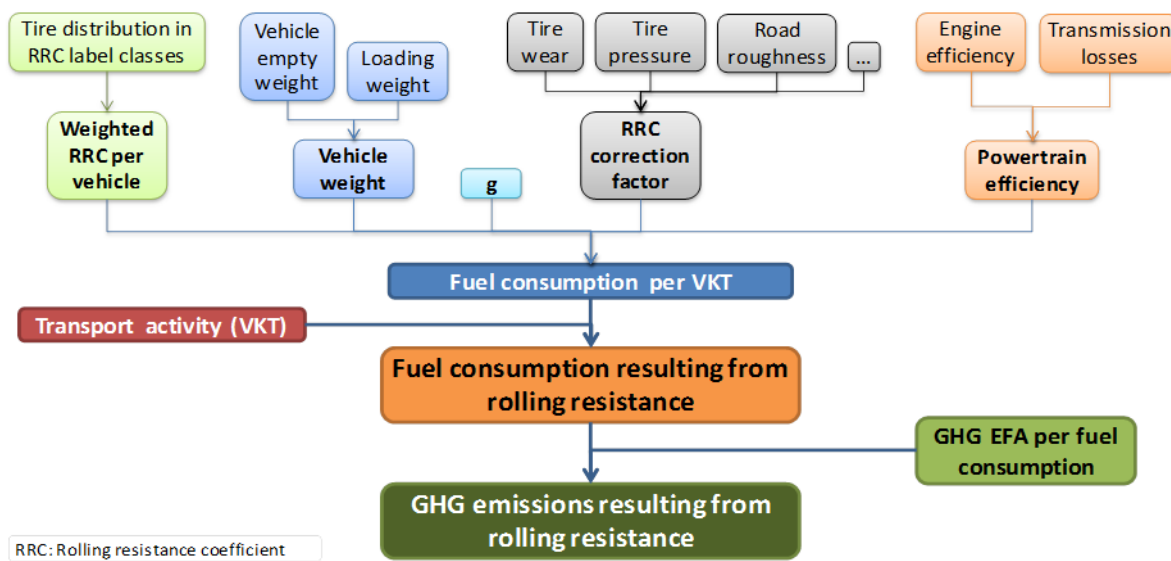 Tire distribution in
RRC label classes
Vehicle
empty
weight
Loading
weight
Tire
wear
Tire
pressure
Road
roughness
...
Engine
efficiency
Transmission
losses
Weighted
RRC per
vehicle
Vehicle
weight
g
RRC
correction
factor
Powertrain
efficiency
Fuel consumption per VKT
Transport activity (VKT)
Fuel consumption resulting from
rolling resistance
GHG EFA per fuel
consumption
GHG emissions resulting from
rolling resistance
RRC: Rolling resistance coefficient